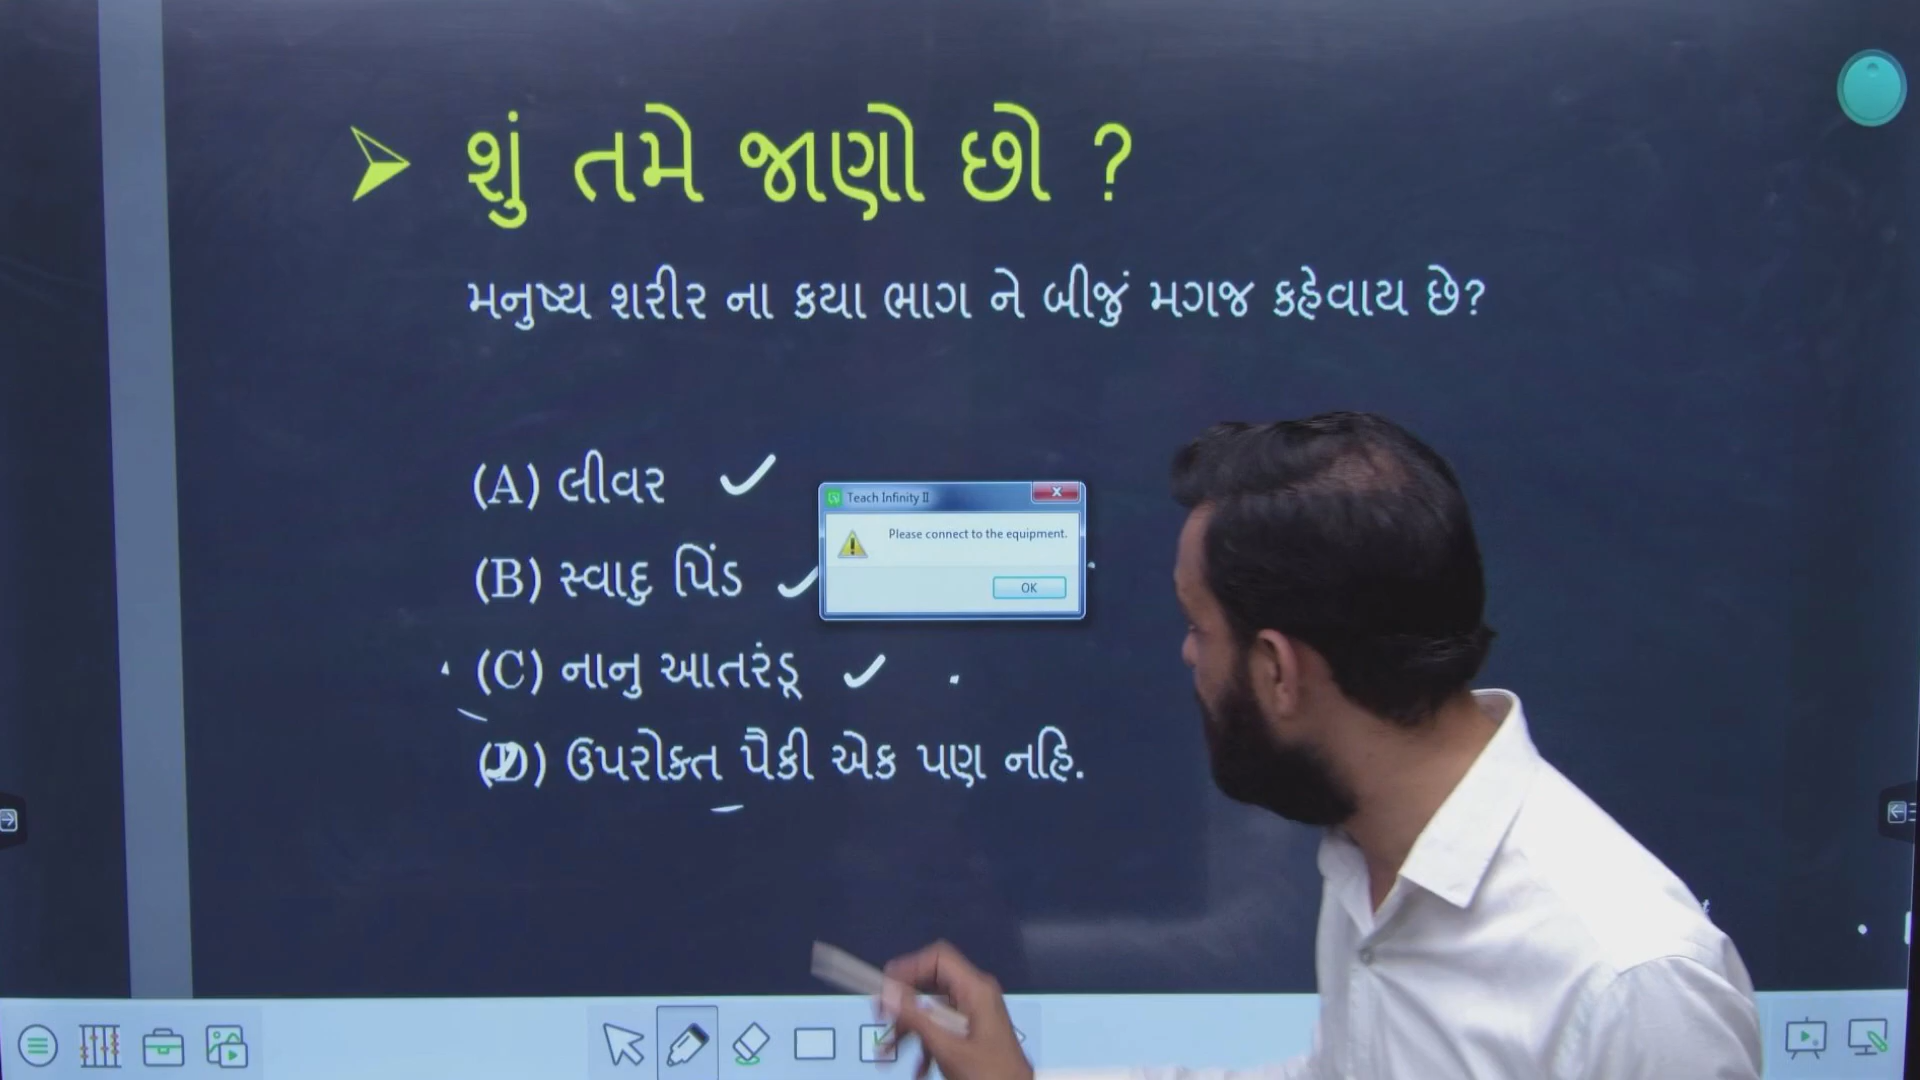 ➤ શું તમે જાણો છો ?
મનુષ્ય શરીર ના કયા ભાગ ને બીજું મગજ કહેવાય છે?
(A) લીવર
Teach Infinity II
Please connect to the equipment.
OK
(B) સ્વાદુ પિંડ
(C) નાનુ આતરંડૂ
(D) ઉપરોક્ત પૈકી એક પણ નહિ.